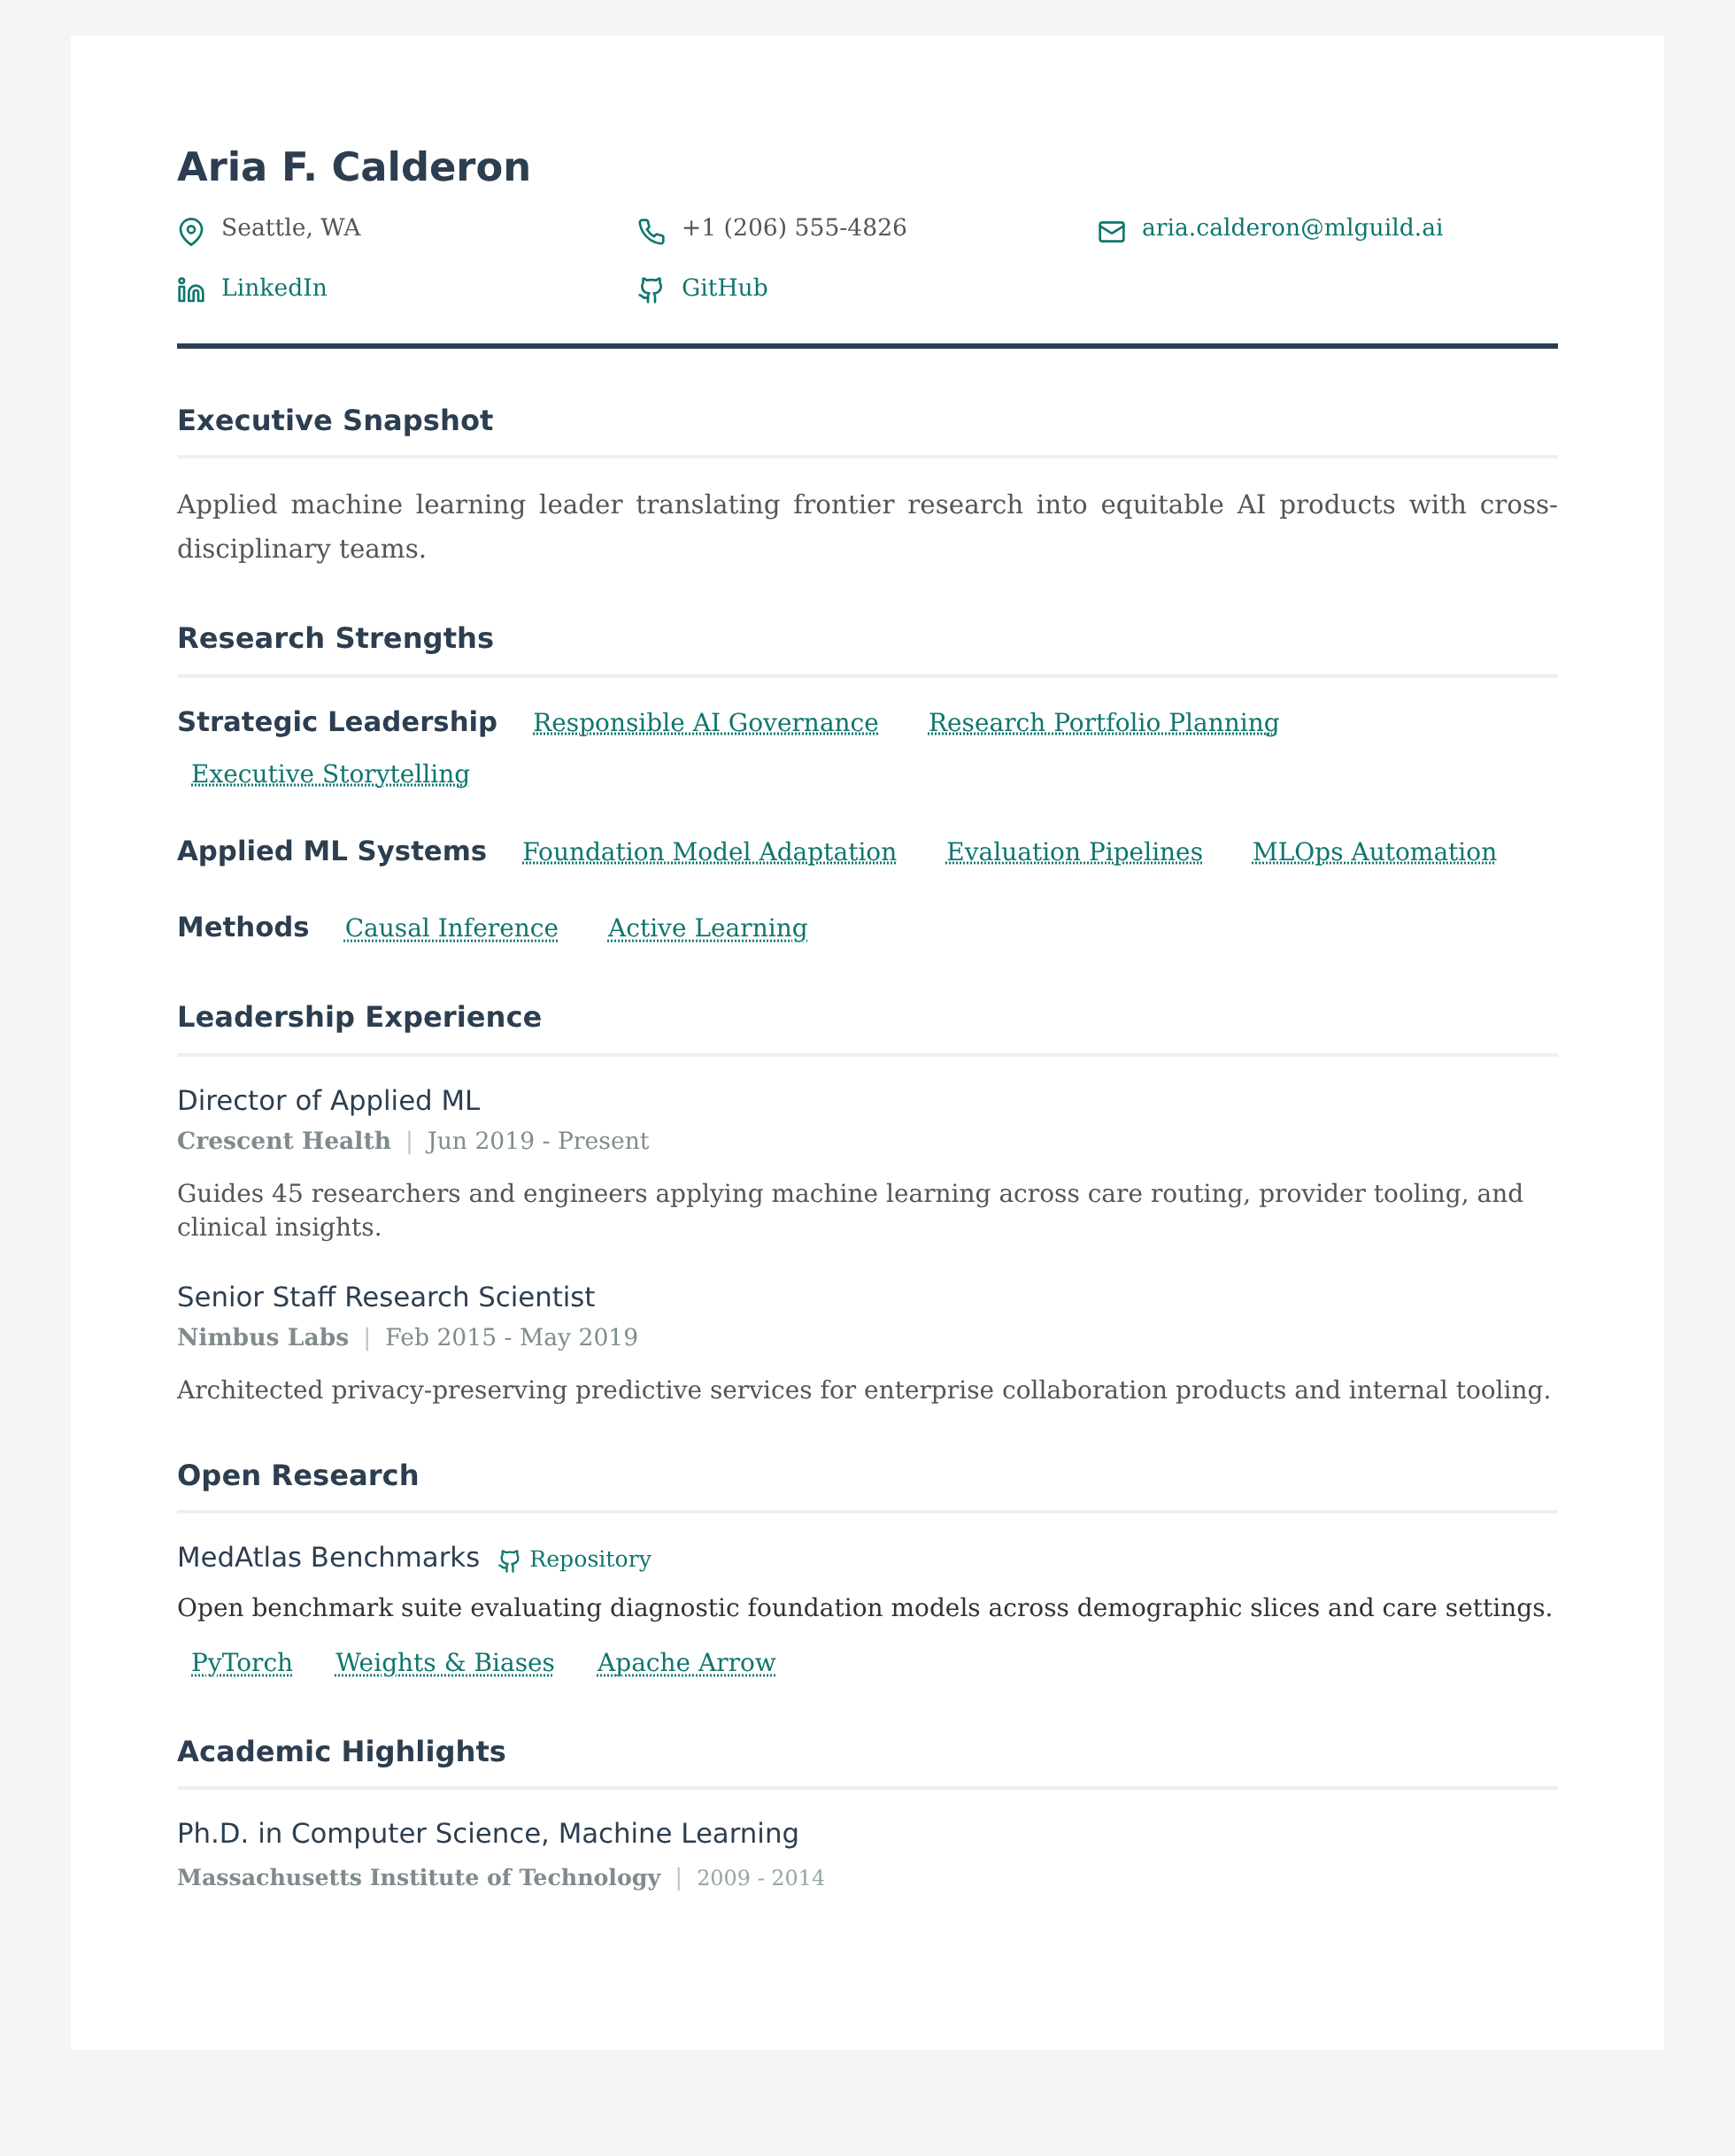 Aria F. Calderon
Seattle, WA
+1 (206) 555-4826
aria.calderon@mlguild.ai
LinkedIn
GitHub
Executive Snapshot
Applied machine learning leader translating frontier research into equitable AI products with cross-
disciplinary teams.
Research Strengths
Strategic Leadership Responsible AI Governance Research Portfolio Planning
Executive Storytelling
Applied ML Systems Foundation Model Adaptation Evaluation Pipelines MLOps Automation
Methods Causal Inference Active Learning
Leadership Experience
Director of Applied ML
Crescent Health | Jun 2019 - Present
Guides 45 researchers and engineers applying machine learning across care routing, provider tooling, and
clinical insights.
Senior Staff Research Scientist
Nimbus Labs | Feb 2015 - May 2019
Architected privacy-preserving predictive services for enterprise collaboration products and internal tooling.
Open Research
MedAtlas Benchmarks Repository
Open benchmark suite evaluating diagnostic foundation models across demographic slices and care settings.
PyTorch Weights & Biases Apache Arrow
Academic Highlights
Ph.D. in Computer Science, Machine Learning
Massachusetts Institute of Technology | 2009 - 2014